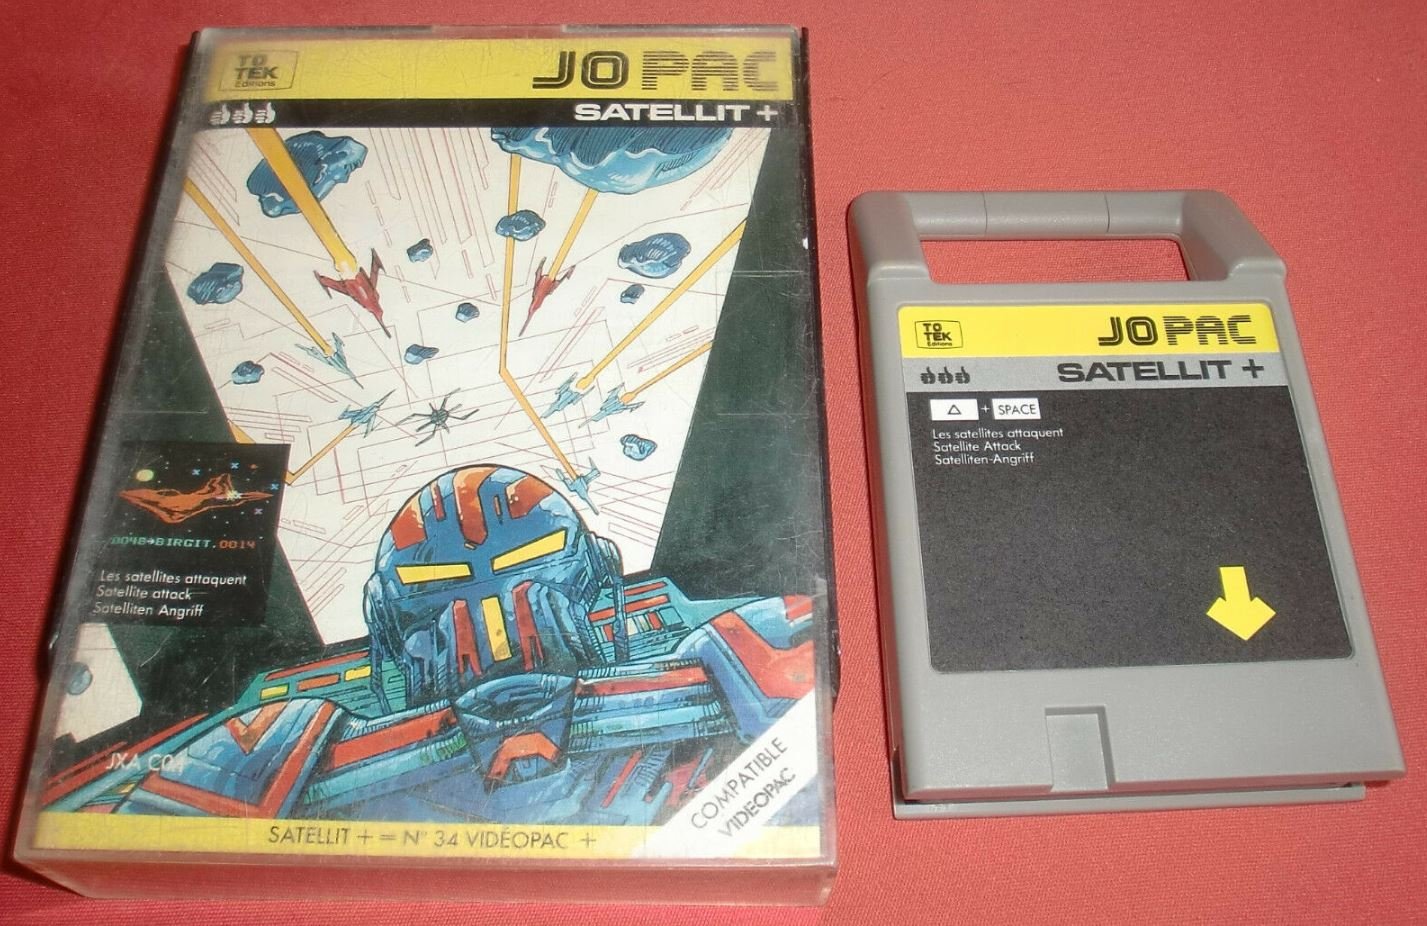 TO
TEK
Editions
JO PAC
SATELLIT +
0048+BIRGIT.0014
Les satellites attaquent
Satellite attack
Satelliten Angriff
JXA C04
COMPATIBLE
VIDEOPAC
SATELLIT + = N° 34 VIDÉOPAC +
TO
TEK
Editions
JO PAC
SATELLIT +
△ + SPACE
Les satellites attaquent
Satellite Attack
Satelliten-Angriff